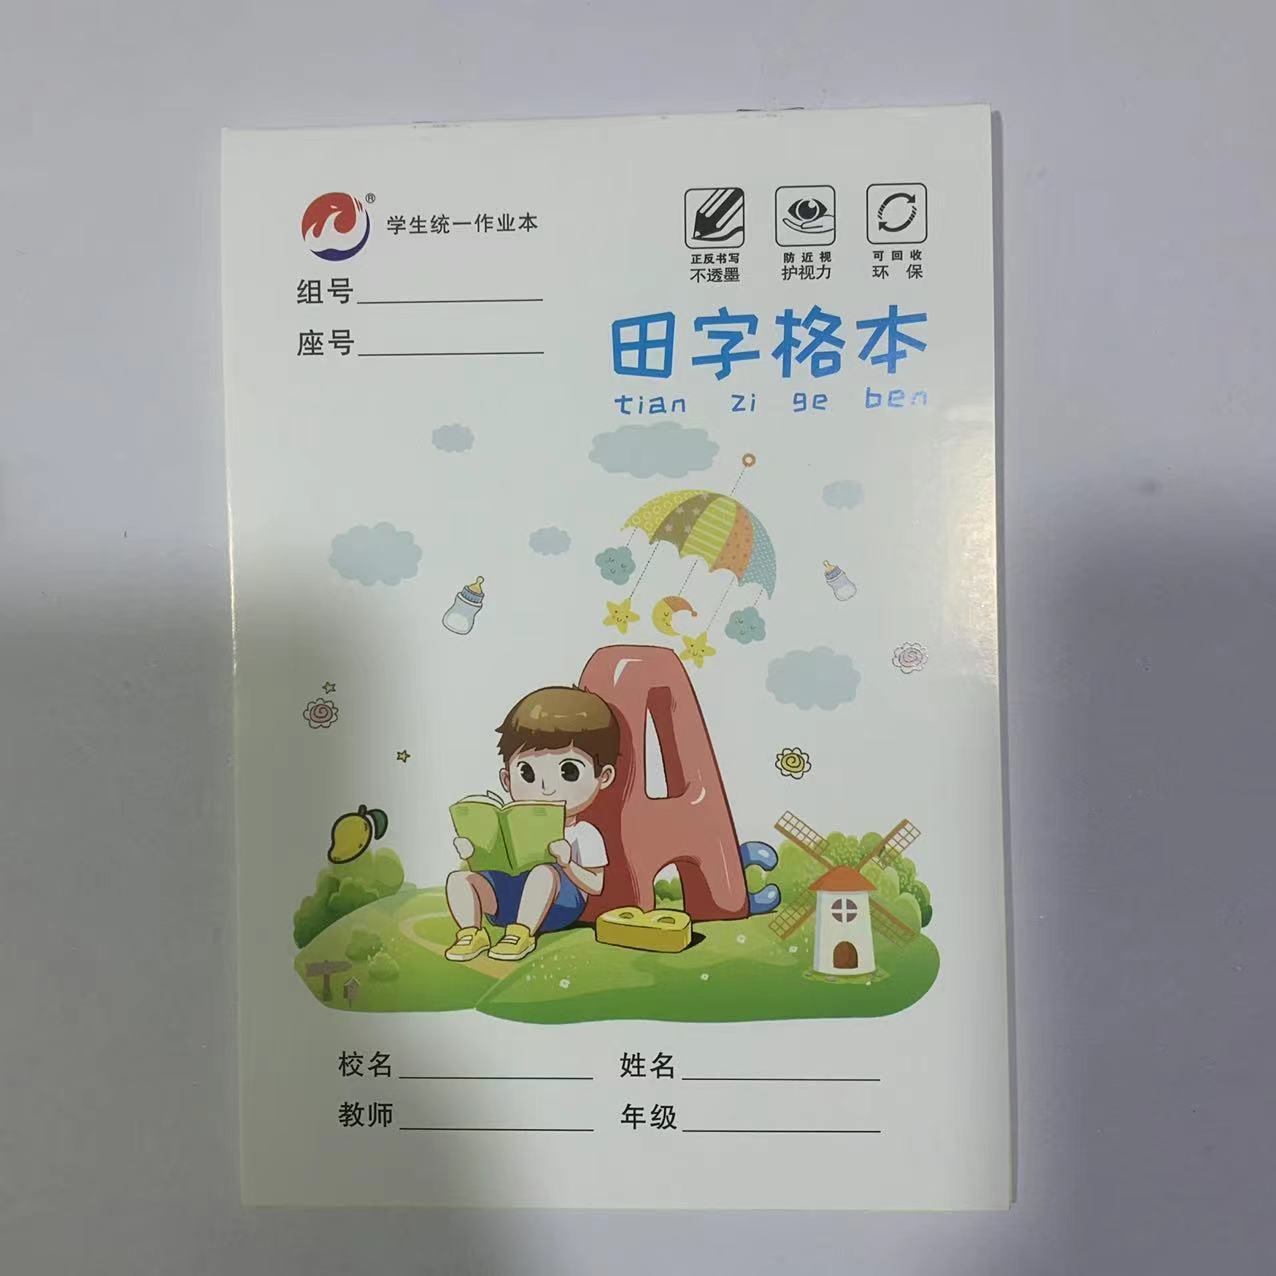 ®
学生统一作业本
组号
座号
正反书写
不透墨
防近视
护视力
可回收
环保
田字格本
tian zi ge ben
校名
姓名
教师
年级